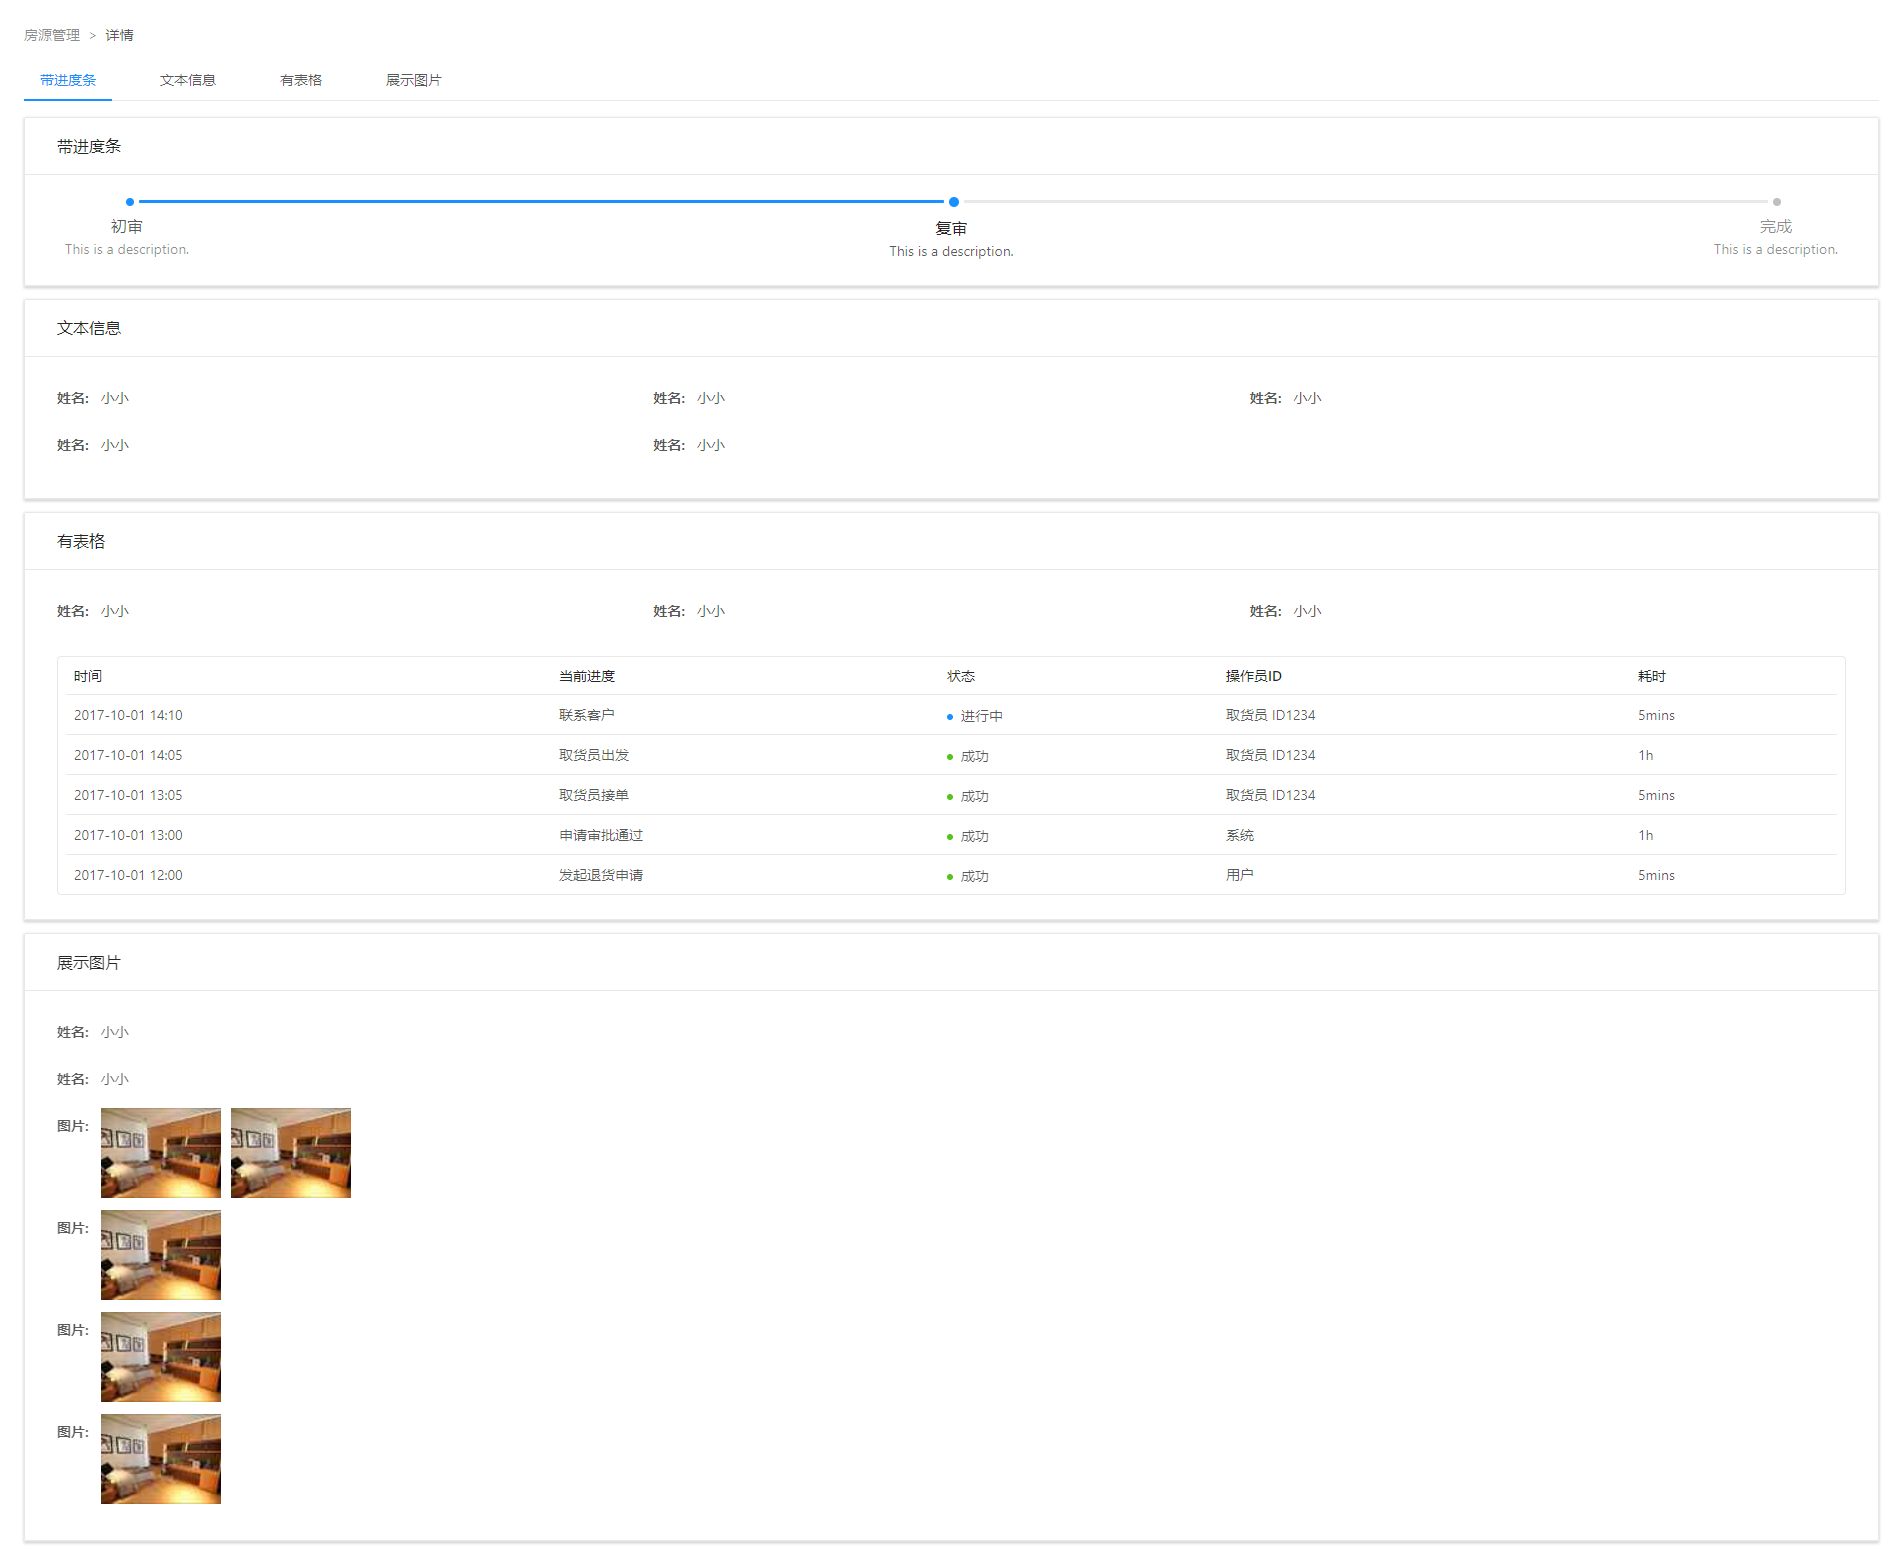 房源管理 > 详情
带进度条 文本信息 有表格 展示图片
带进度条
初审 复审 完成
This is a description. This is a description. This is a description.
文本信息
姓名: 小小 姓名: 小小 姓名: 小小
姓名: 小小 姓名: 小小
有表格
姓名: 小小 姓名: 小小 姓名: 小小
时间 当前进度 状态 操作员ID 耗时
2017-10-01 14:10 联系客户 进行中 取货员 ID1234 5mins
2017-10-01 14:05 取货员出发 成功 取货员 ID1234 1h
2017-10-01 13:05 取货员接单 成功 取货员 ID1234 5mins
2017-10-01 13:00 申请审批通过 成功 系统 1h
2017-10-01 12:00 发起退货申请 成功 用户 5mins
展示图片
姓名: 小小
姓名: 小小
图片:
图片:
图片:
图片: